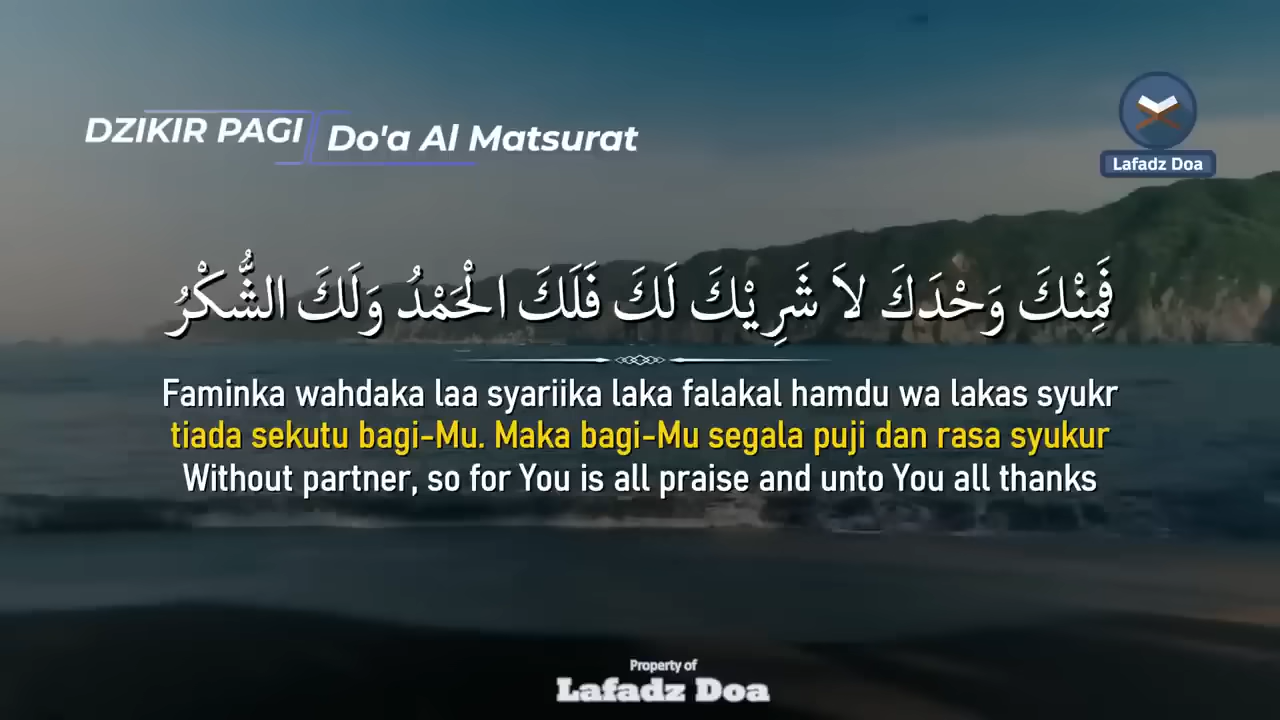 DZIKIR PAGI
Do'a Al Matsurat
Lafadz Doa
فَمِنْكَ وَحْدَكَ لاَ شَرِيْكَ لَكَ فَلَكَ الْحَمْدُ وَلَكَ الشُّكْرُ
Faminka wahdaka laa syariika laka falakal hamdu wa lakas syukr
tiada sekutu bagi-Mu. Maka bagi-Mu segala puji dan rasa syukur
Without partner, so for You is all praise and unto You all thanks
Property of
Lafadz Doa